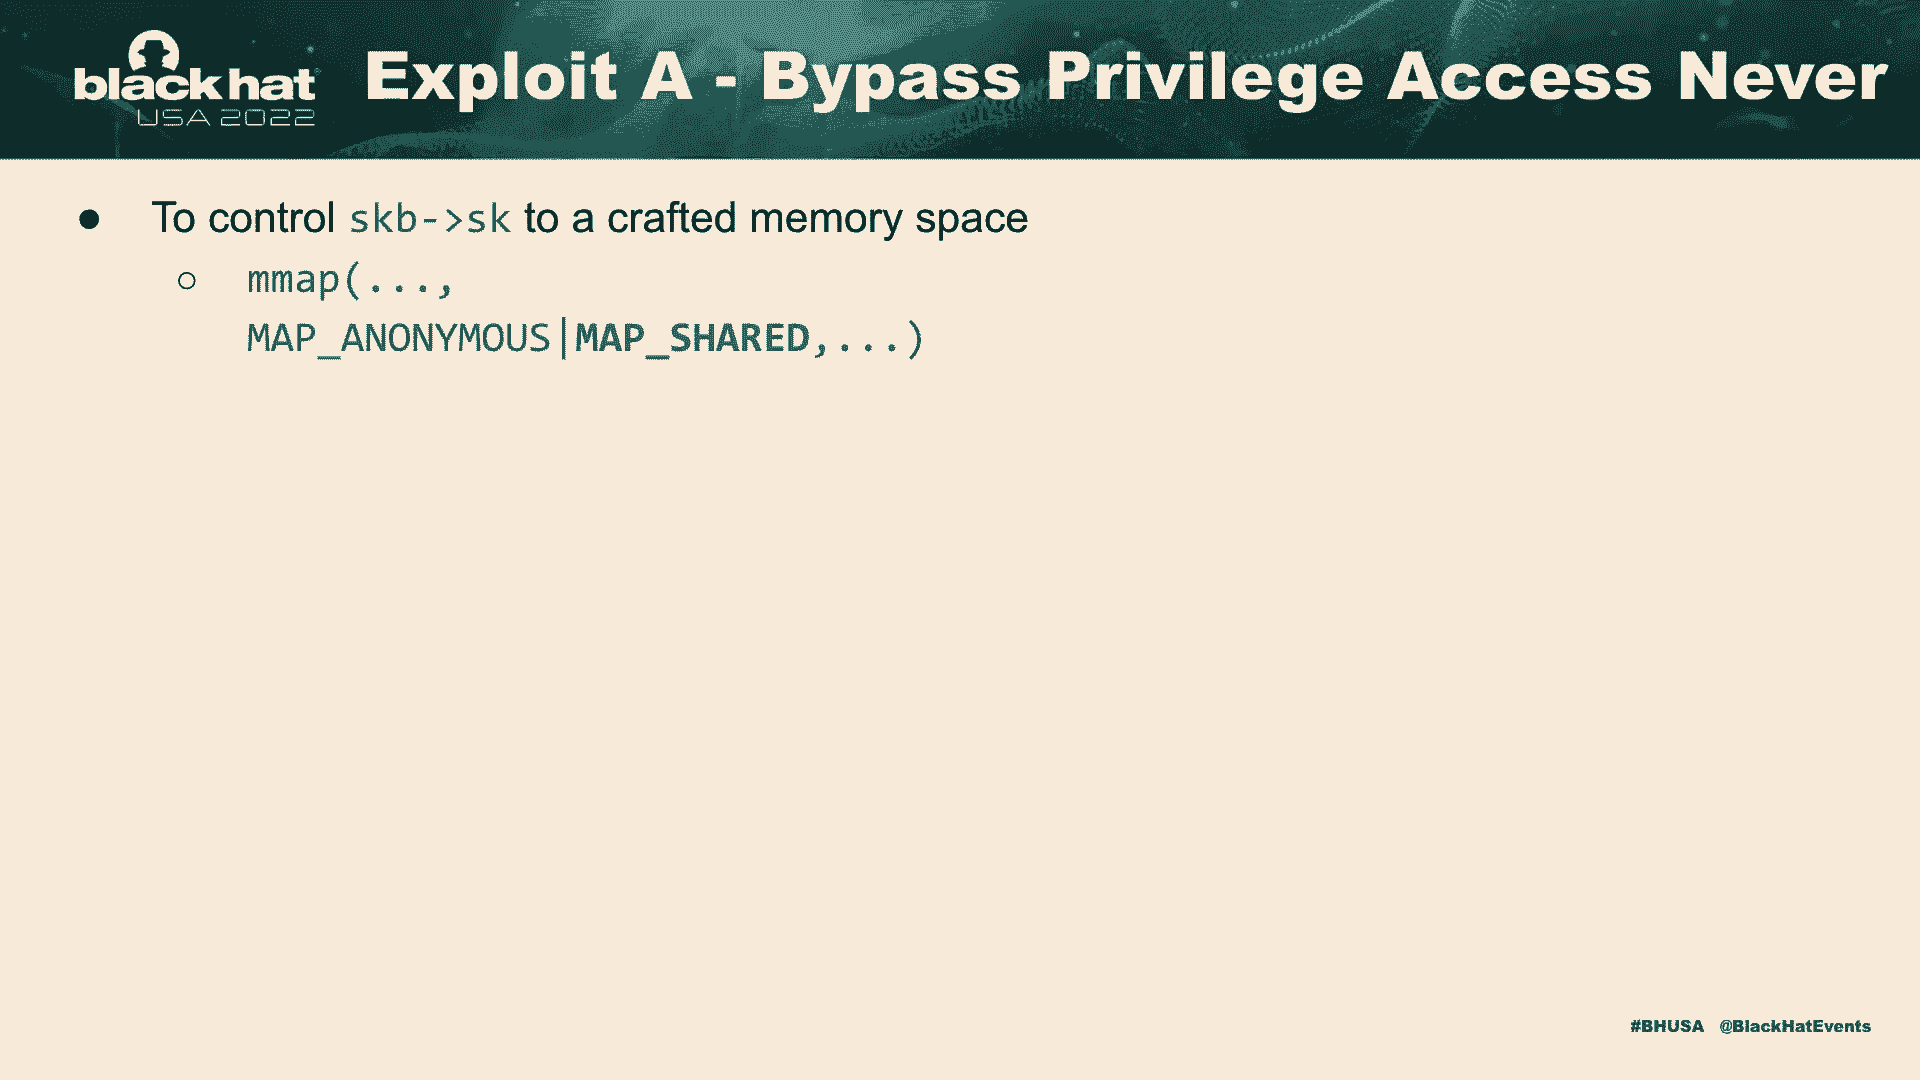 black hat
USA 2022
Exploit A - Bypass Privilege Access Never
● To control skb->sk to a crafted memory space
○ mmap(...,
MAP_ANONYMOUS|MAP_SHARED,...)
#BHUSA @BlackHatEvents